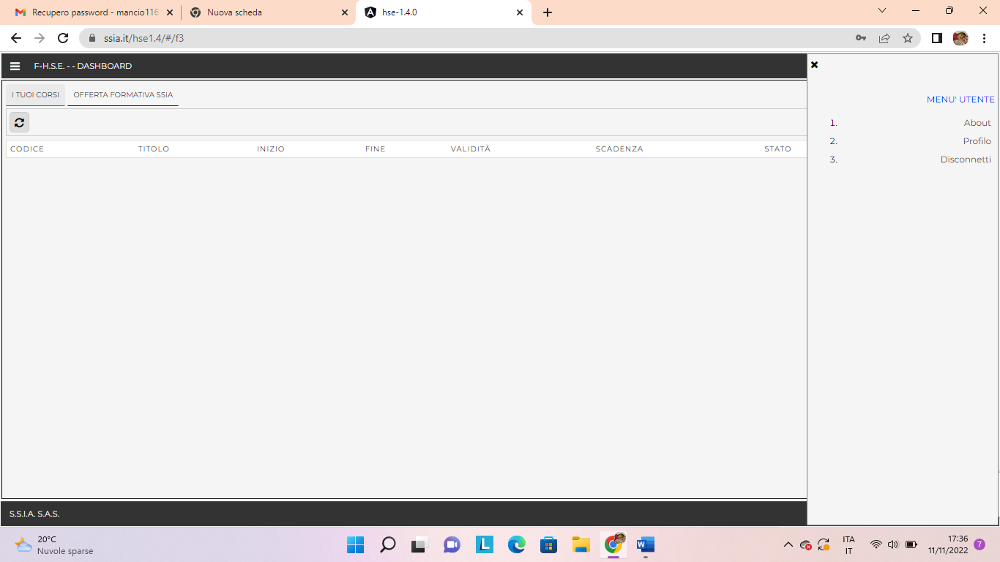 Recupero password - mancio116
Nuova scheda
hse-1.4.0
ssia.it/hse1.4/#/f3
F-H.S.E. - - DASHBOARD
I TUOI CORSI
OFFERTA FORMATIVA SSIA
CODICE TITOLO INIZIO FINE VALIDITÀ SCADENZA STATO
MENU' UTENTE
1. About
2. Profilo
3. Disconnetti
S.S.I.A. S.A.S.
20°C
Nuvole sparse
L
W
ITA
IT
17:36
11/11/2022
7